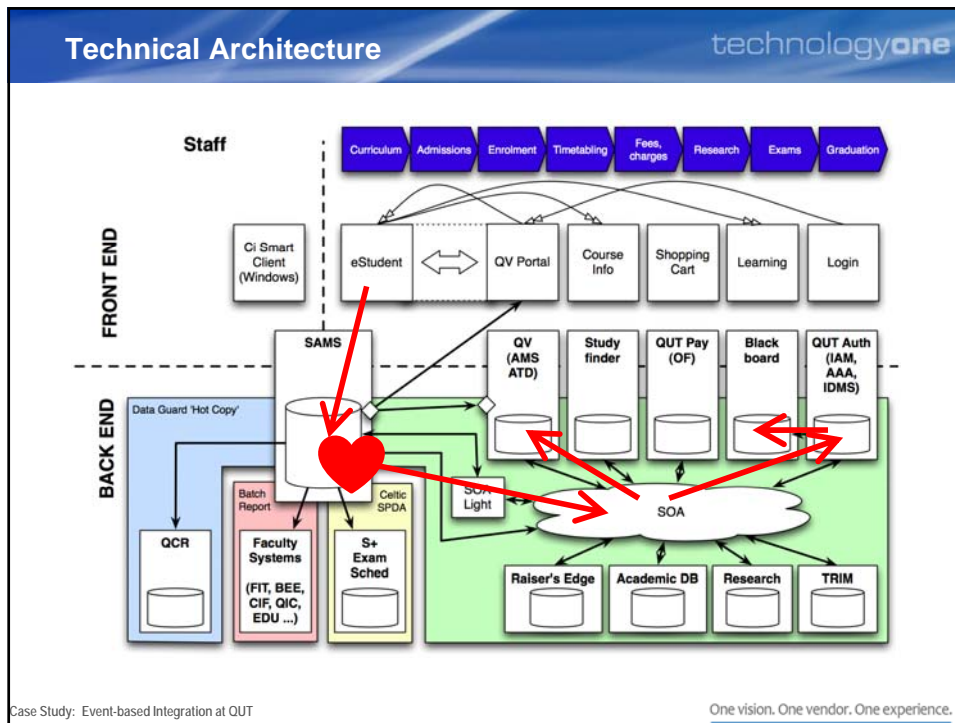 Technical Architecture
technologyone
Staff
Curriculum
Admissions
Enrolment
Timetabling
Fees,
charges
Research
Exams
Graduation
FRONT END
Ci Smart
Client
(Windows)
eStudent
QV Portal
Course
Info
Shopping
Cart
Learning
Login
BACK END
SAMS
QV
(AMS
ATD)
Study
finder
QUT Pay
(OF)
Black
board
QUT Auth
(IAM,
AAA,
IDMS)
Data Guard 'Hot Copy'
Batch
Report
Celtic
SPDA
SOA
Light
SOA
QCR
Faculty
Systems
(FIT, BEE,
CIF, QIC,
EDU ...)
S+
Exam
Sched
Raiser's Edge
Academic DB
Research
TRIM
Case Study: Event-based Integration at QUT
One vision. One vendor. One experience.